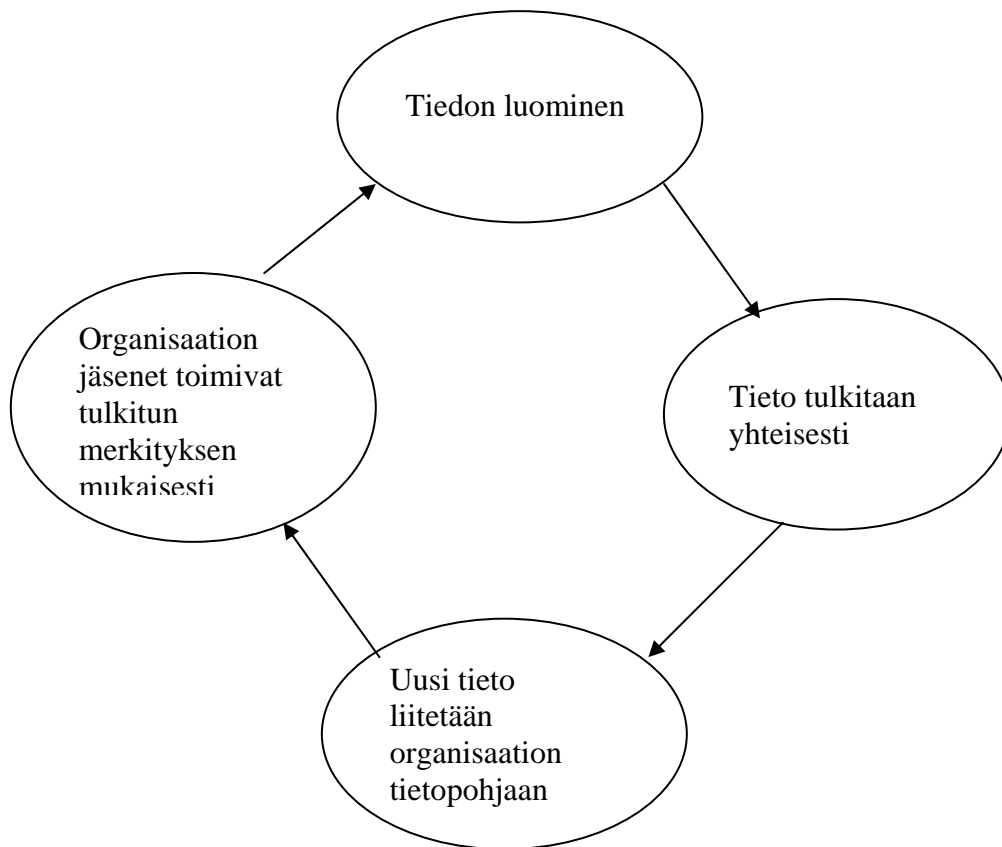 Tiedon luominen
Tieto tulkitaan
yhteisesti
Uusi tieto
liitetään
organisaation
tietopohjaan
Organisaation
jäsenet toimivat
tulkitun
merkityksen
mukaisesti